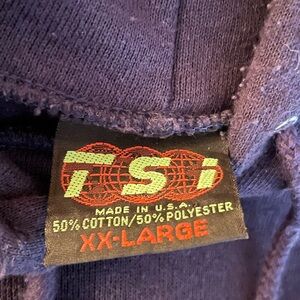 TSI
MADE IN U.S.A.
50% COTTON/50% POLYESTER
XX-LARGE